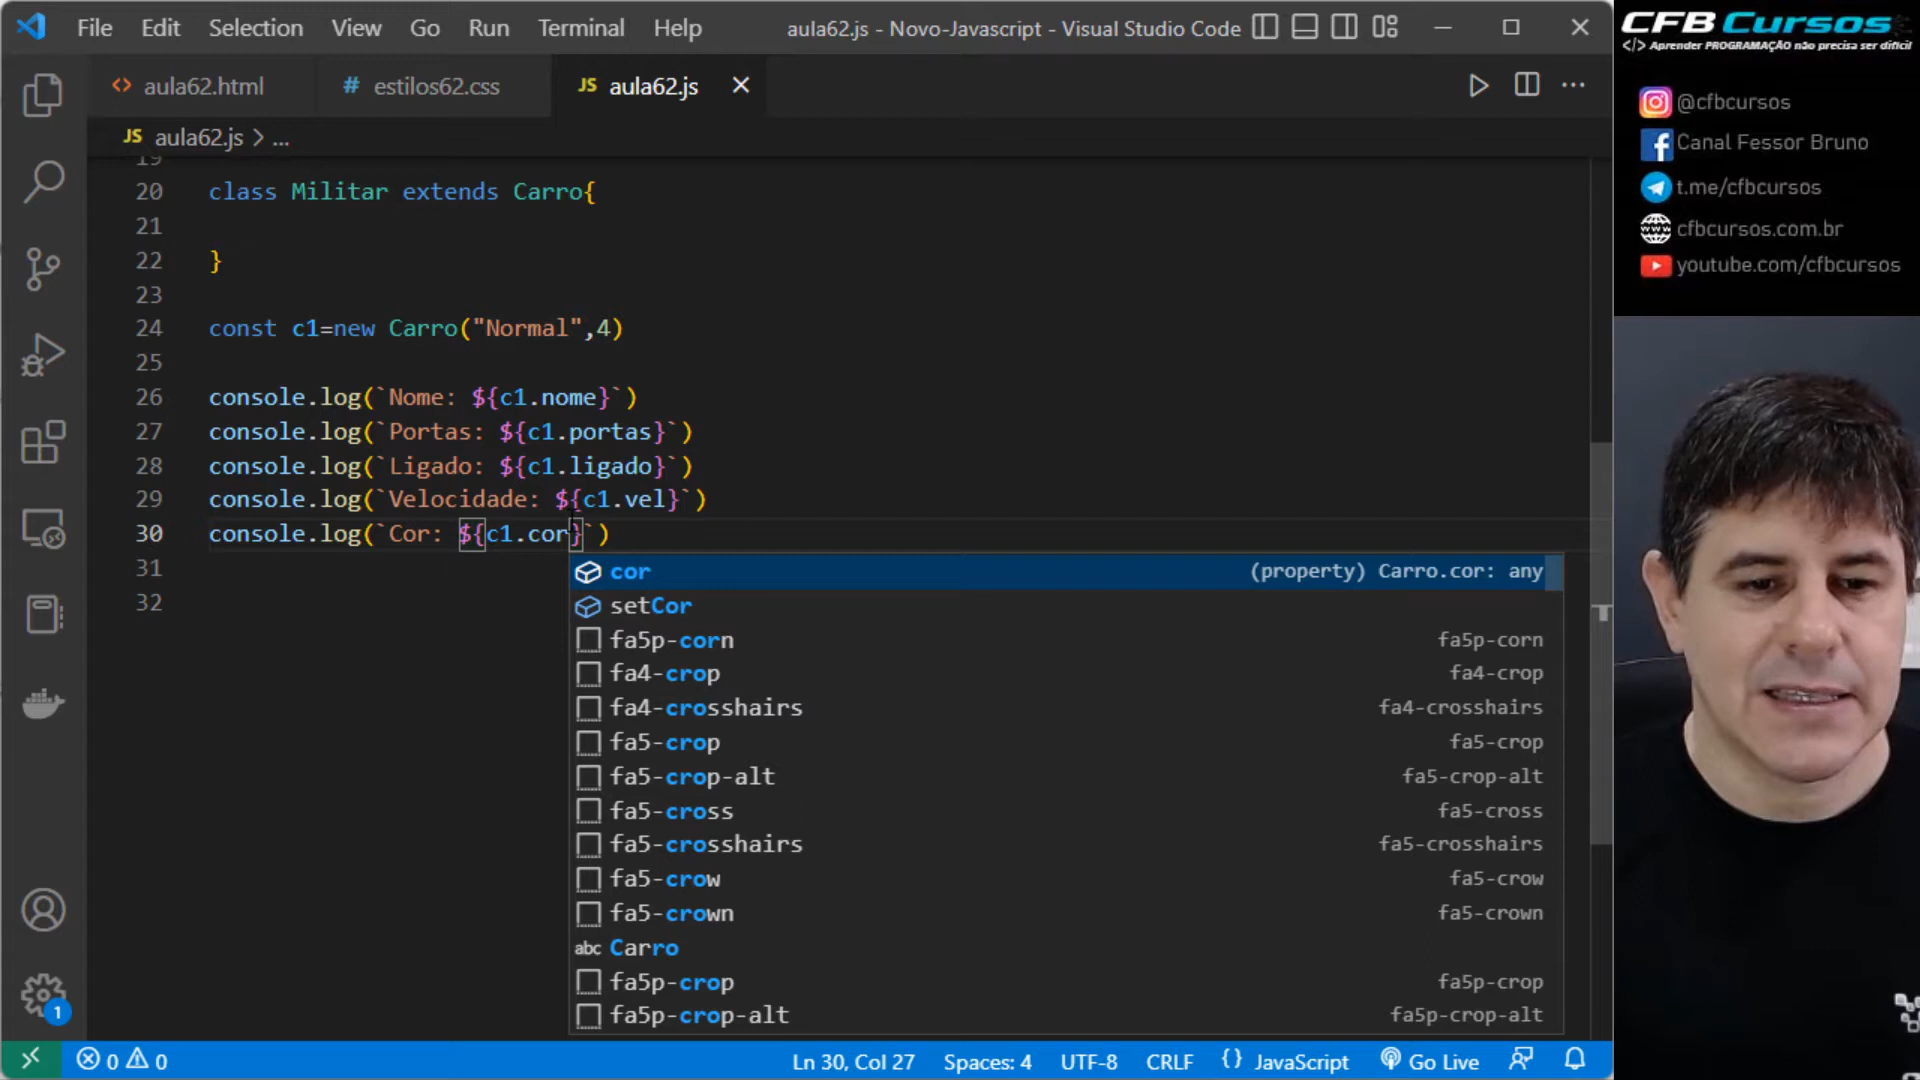 File Edit Selection View Go Run Terminal Help
aula62.js - Novo-Javascript - Visual Studio Code
<> aula62.html # estilos62.css JS aula62.js
JS aula62.js > ...
19
20 class Militar extends Carro{
21
22 }
23
24 const c1=new Carro("Normal",4)
25
26 console.log(`Nome: ${c1.nome}`)
27 console.log(`Portas: ${c1.portas}`)
28 console.log(`Ligado: ${c1.ligado}`)
29 console.log(`Velocidade: ${c1.vel}`)
30 console.log(`Cor: ${c1.cor}`)
31
32
cor (property) Carro.cor: any
setCor
fa5p-corn fa5p-corn
fa4-crop fa4-crop
fa4-crosshairs fa4-crosshairs
fa5-crop fa5-crop
fa5-crop-alt fa5-crop-alt
fa5-cross fa5-cross
fa5-crosshairs fa5-crosshairs
fa5-crow fa5-crow
fa5-crown fa5-crown
abc Carro
fa5p-crop fa5p-crop
fa5p-crop-alt fa5p-crop-alt
1
0 0 Ln 30, Col 27 Spaces: 4 UTF-8 CRLF {} JavaScript Go Live
CFB Cursos
</> Aprender PROGRAMAÇÃO não precisa ser difícil
@cfbcursos
Canal Fessor Bruno
t.me/cfbcursos
cfbcursos.com.br
youtube.com/cfbcursos